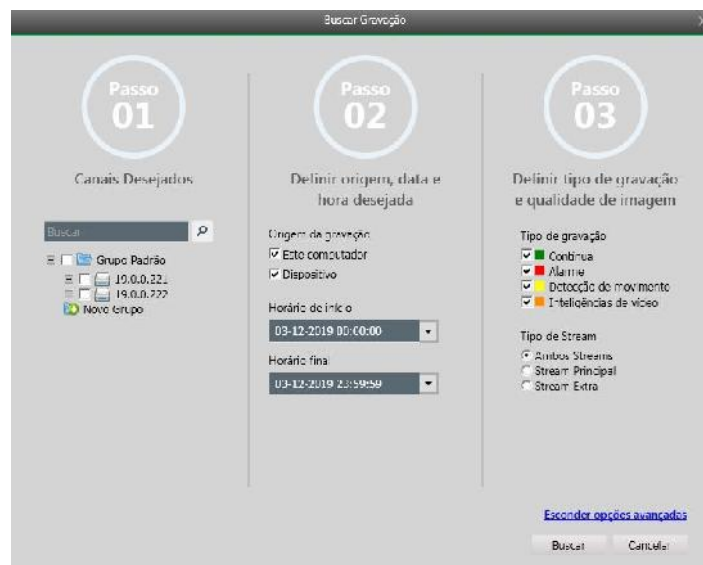 Buscar Gravação
Passo
01
Canais Desejados
Buscar
Grupo Padrão
19.0.0.221
19.0.0.222
Novo Grupo
Passo
02
Definir origem, data e
hora desejada
Origem da gravação
Este computador
Dispositivo
Horário de início
03-12-2019 00:00:00
Horário final
03-12-2019 23:59:59
Passo
03
Definir tipo de gravação
e qualidade de imagem
Tipo de gravação
Contínua
Alarme
Detecção de movimento
Inteligências de vídeo
Tipo de Stream
Ambos Streams
Stream Principal
Stream Extra
Esconder opções avançadas
Buscar
Cancelar